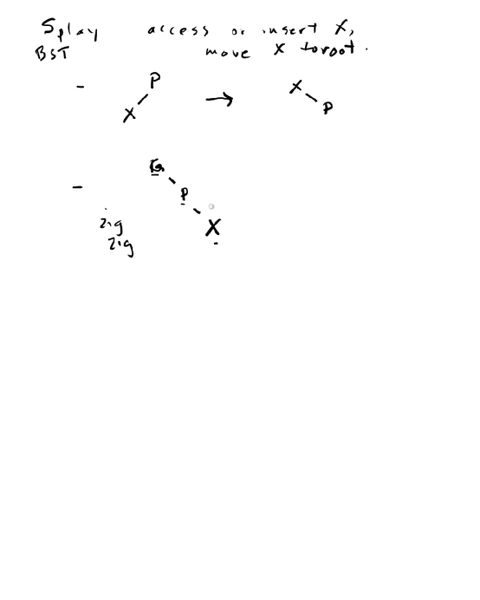 Splay access or insert X,
BST move X to root.
- P
X → X
P
G
- P
zig X
zig